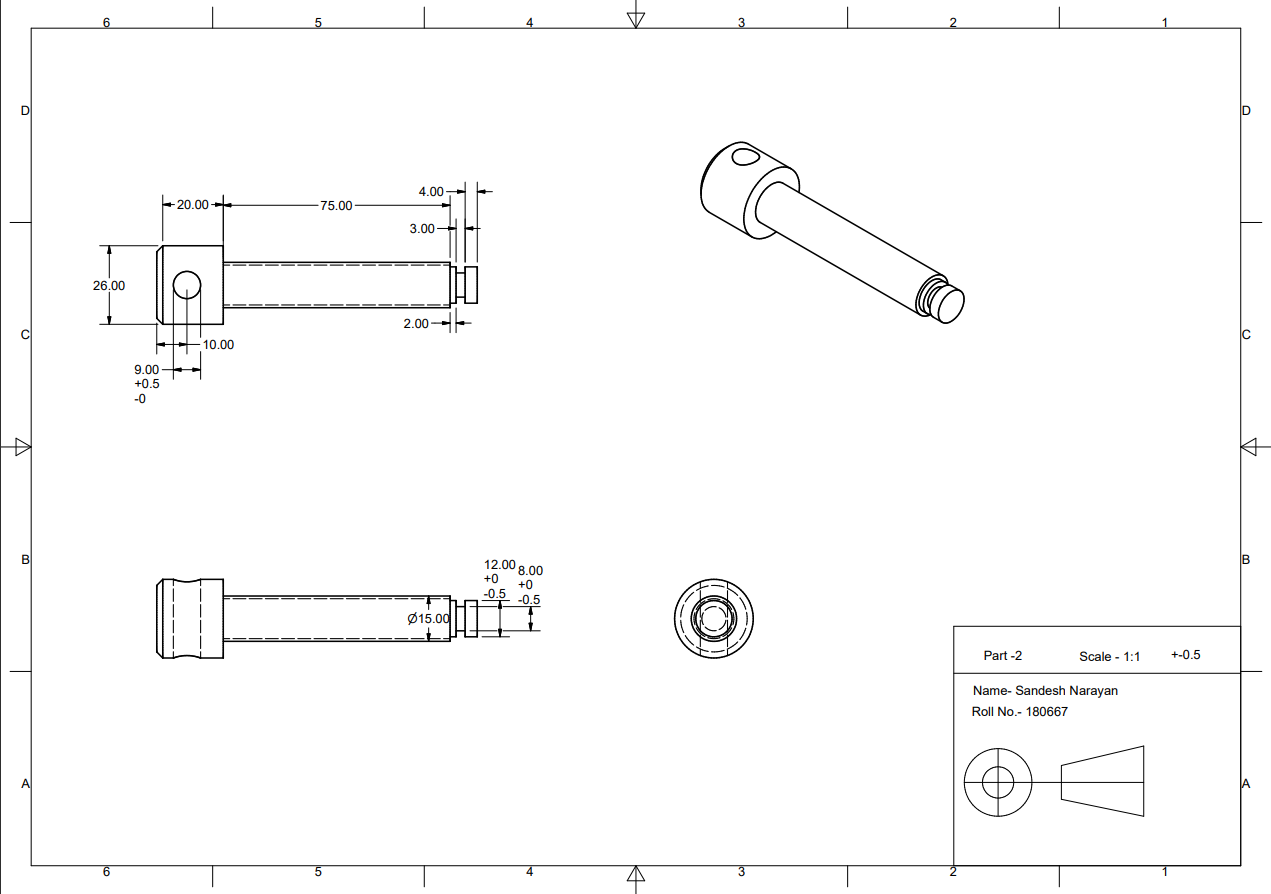 6 5 4 3 2 1
D D
4.00
20.00 75.00
3.00
26.00
2.00
C C
10.00
9.00
+0.5
-0
B B
12.00 8.00
+0 +0
-0.5 -0.5
Ø15.00
Part -2 Scale - 1:1 +-0.5
Name- Sandesh Narayan
Roll No.- 180667
A A
6 5 4 3 2 1